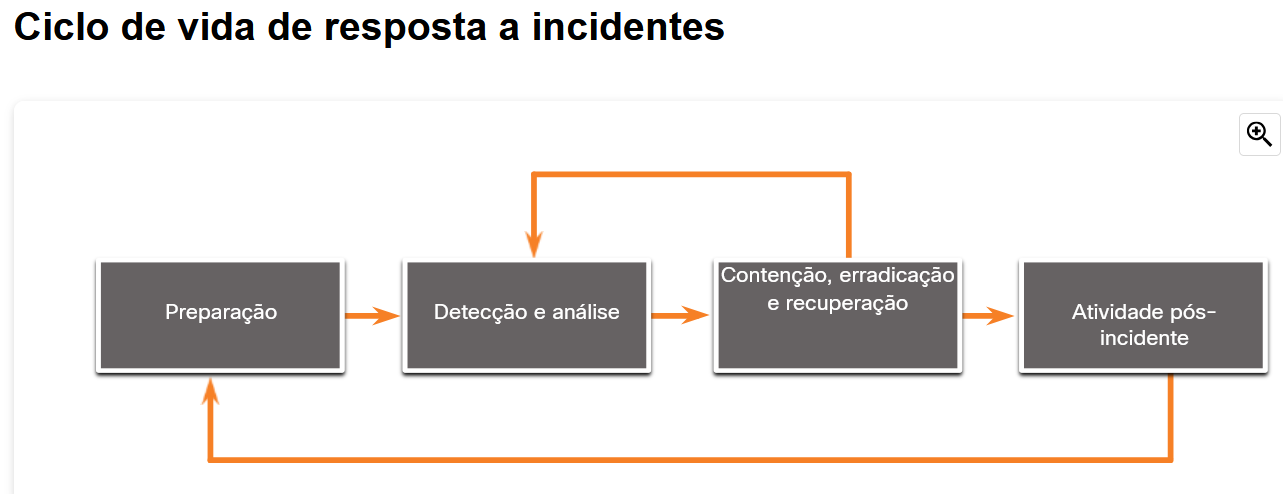 Ciclo de vida de resposta a incidentes
Preparação
Detecção e análise
Contenção, erradicação
e recuperação
Atividade pós-
incidente